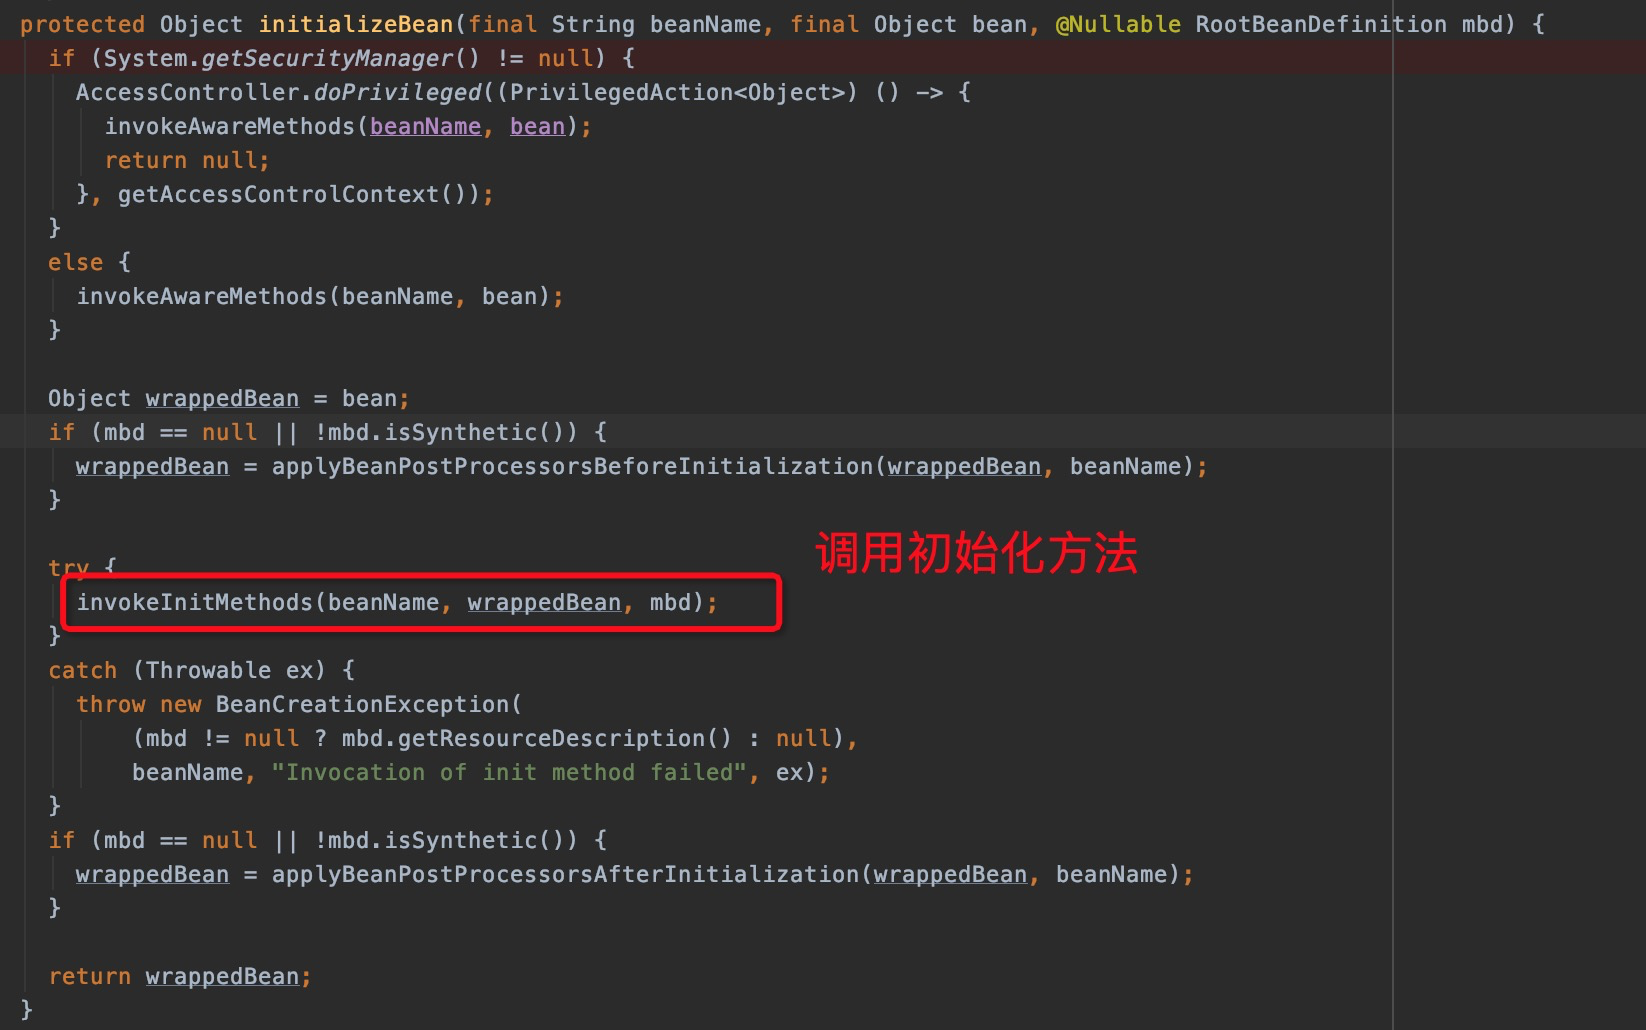 protected Object initializeBean(final String beanName, final Object bean, @Nullable RootBeanDefinition mbd) {
if (System.getSecurityManager() != null) {
AccessController.doPrivileged((PrivilegedAction<Object>) () -> {
invokeAwareMethods(beanName, bean);
return null;
}, getAccessControlContext());
}
else {
invokeAwareMethods(beanName, bean);
}
Object wrappedBean = bean;
if (mbd == null || !mbd.isSynthetic()) {
wrappedBean = applyBeanPostProcessorsBeforeInitialization(wrappedBean, beanName);
}
调用初始化方法
try {
invokeInitMethods(beanName, wrappedBean, mbd);
}
catch (Throwable ex) {
throw new BeanCreationException(
(mbd != null ? mbd.getResourceDescription() : null),
beanName, "Invocation of init method failed", ex);
}
if (mbd == null || !mbd.isSynthetic()) {
wrappedBean = applyBeanPostProcessorsAfterInitialization(wrappedBean, beanName);
}
return wrappedBean;
}